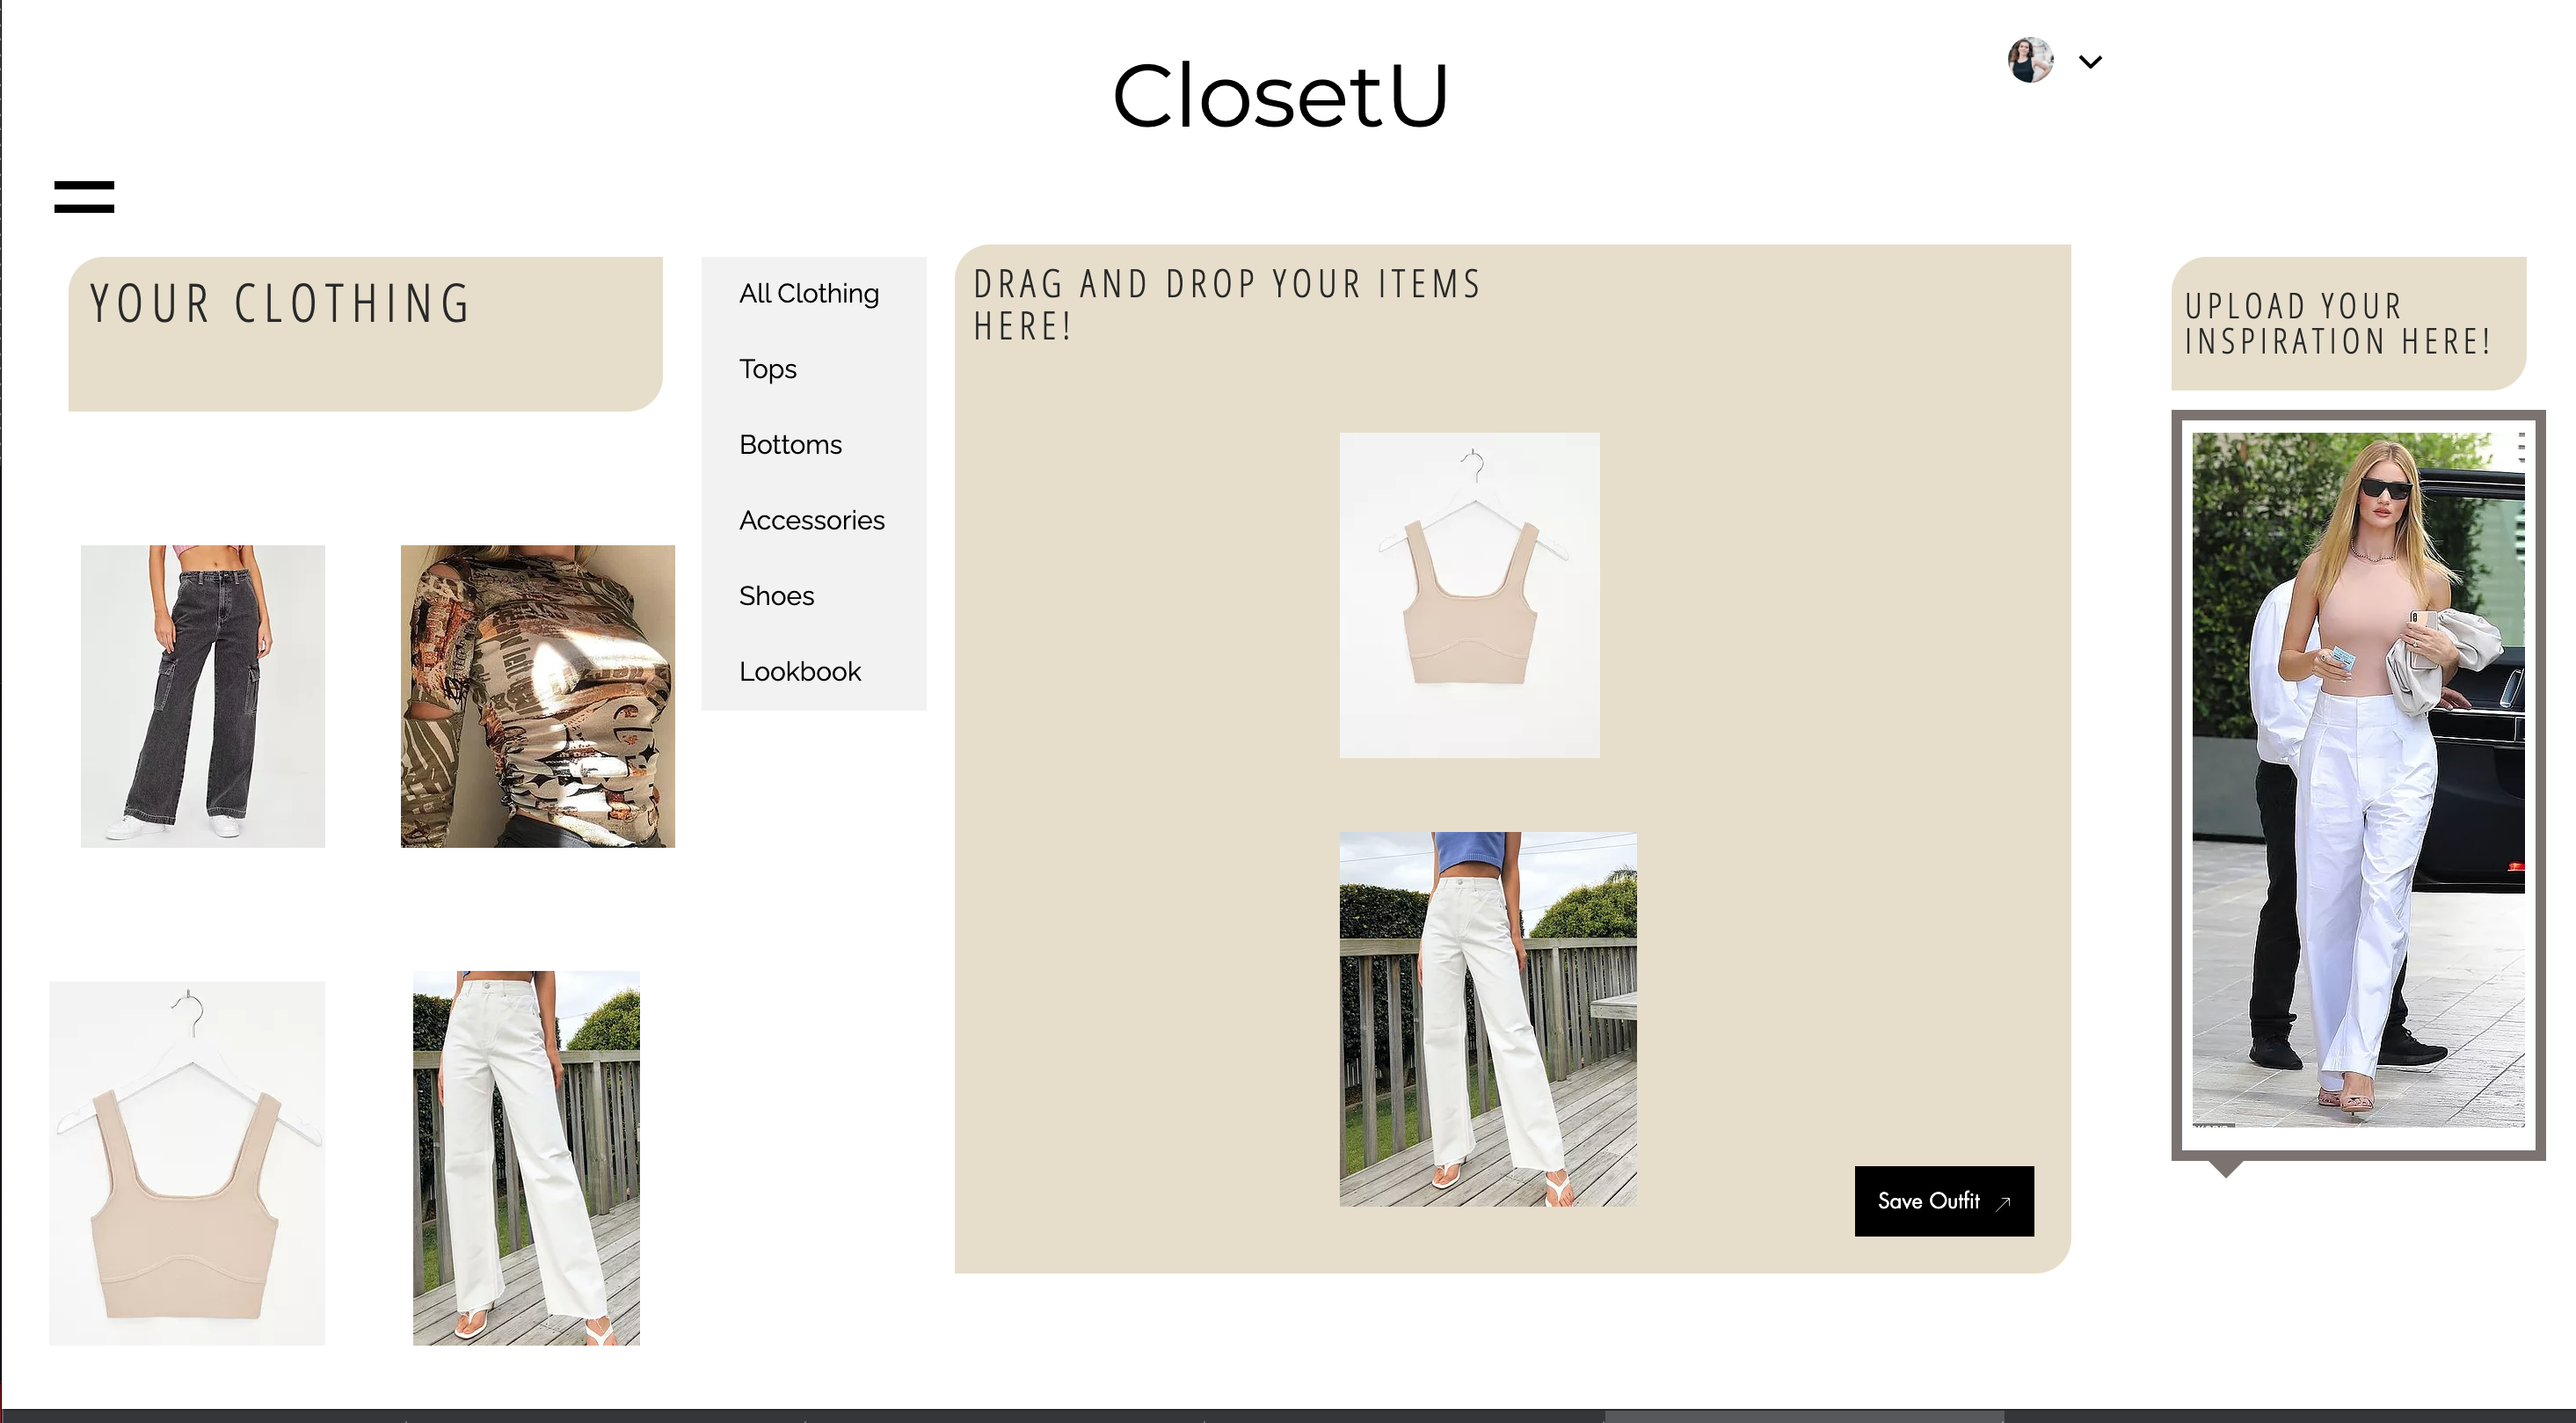 ClosetU
YOUR CLOTHING
All Clothing
Tops
Bottoms
Accessories
Shoes
Lookbook
DRAG AND DROP YOUR ITEMS
HERE!
Save Outfit
UPLOAD YOUR
INSPIRATION HERE!